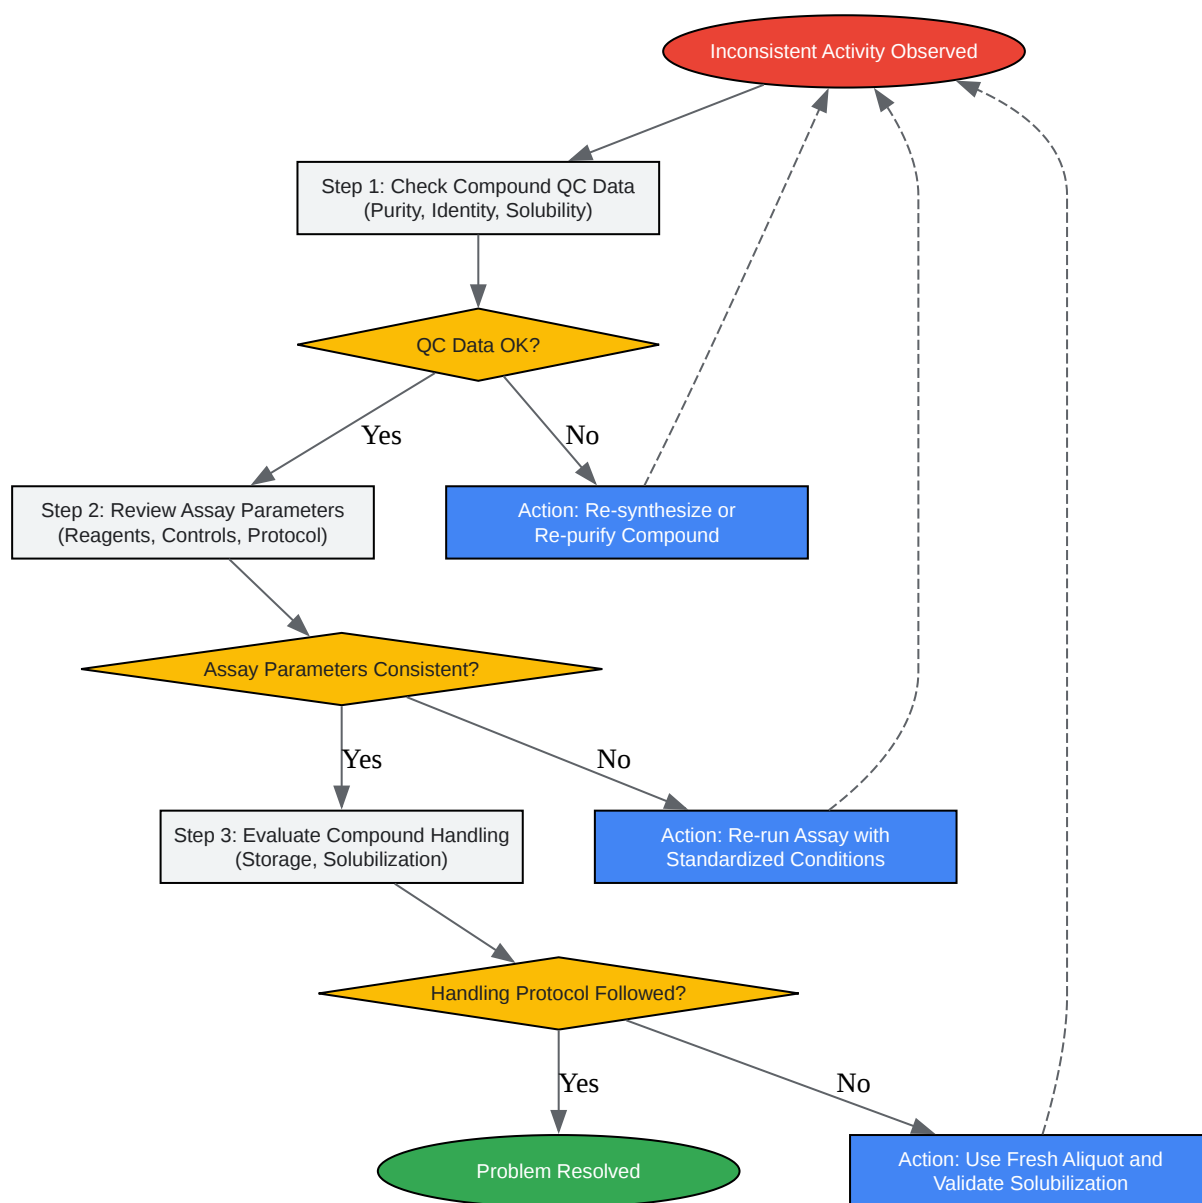 Inconsistent Activity Observed
Step 1: Check Compound QC Data
(Purity, Identity, Solubility)
QC Data OK?
Yes
No
Step 2: Review Assay Parameters
(Reagents, Controls, Protocol)
Action: Re-synthesize or
Re-purify Compound
Assay Parameters Consistent?
Yes
No
Step 3: Evaluate Compound Handling
(Storage, Solubilization)
Action: Re-run Assay with
Standardized Conditions
Handling Protocol Followed?
Yes
No
Problem Resolved
Action: Use Fresh Aliquot and
Validate Solubilization